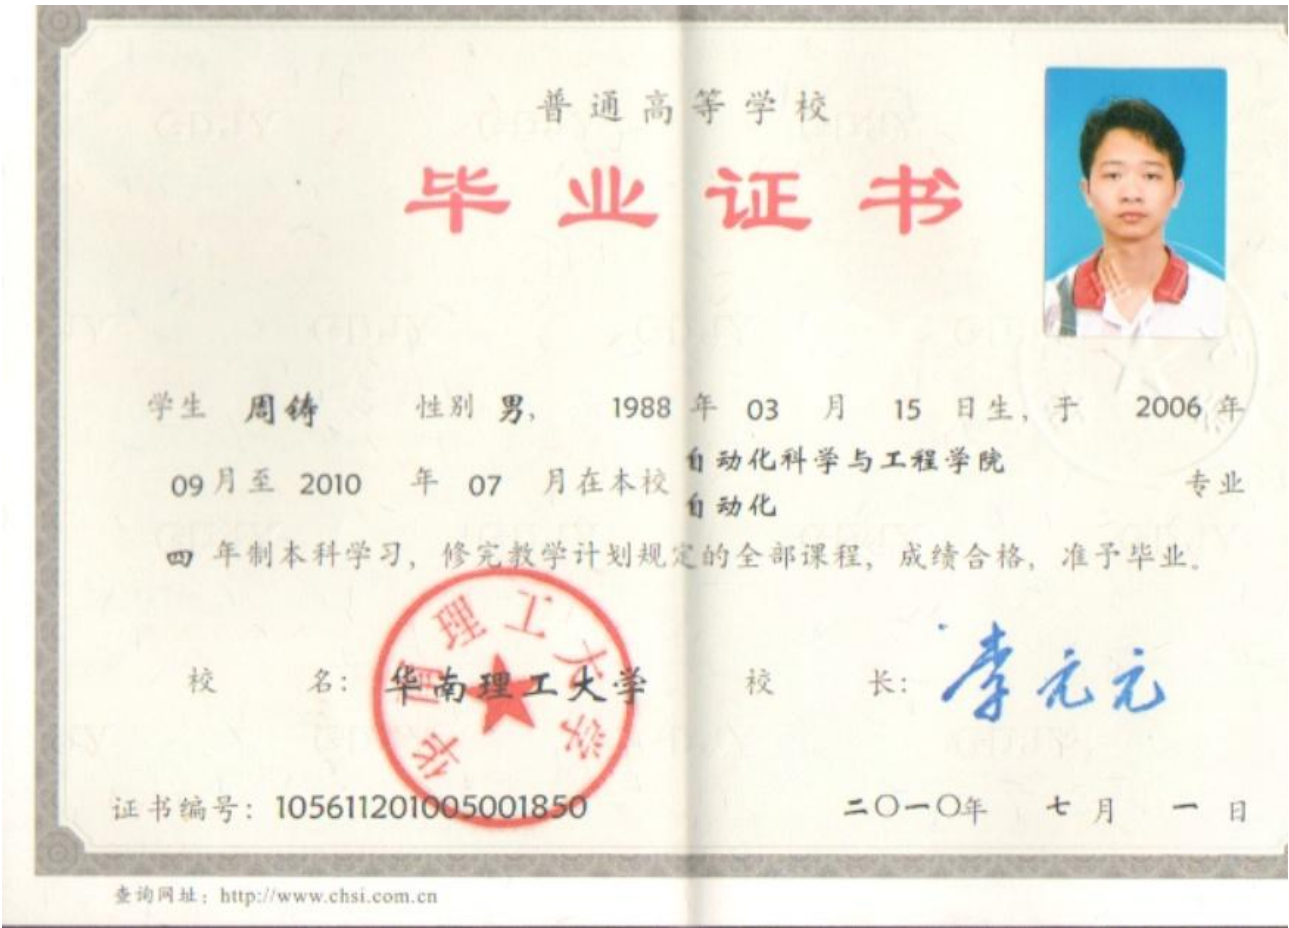 普通高等学校
毕业证书
学生 周铸 性别 男, 1988 年 03 月 15 日生, 于 2006 年
09 月至 2010 年 07 月在本校 自动化科学与工程学院 自动化 专业
四 年制本科学习, 修完教学计划规定的全部课程, 成绩合格, 准予毕业。
校 名: 华南理工大学 校 长: 李元元
华南理工大学
证书编号: 105611201005001850 二〇一〇年 七 月 一 日
查询网址: http://www.chsi.com.cn